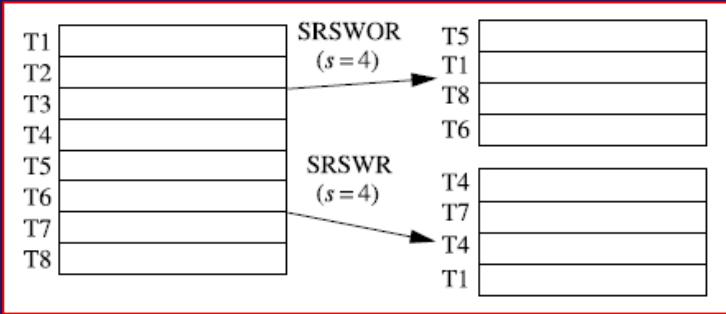 T1
T2
T3
T4
T5
T6
T7
T8
SRSWOR
(s = 4)
T5
T1
T8
T6
SRSWR
(s = 4)
T4
T7
T4
T1